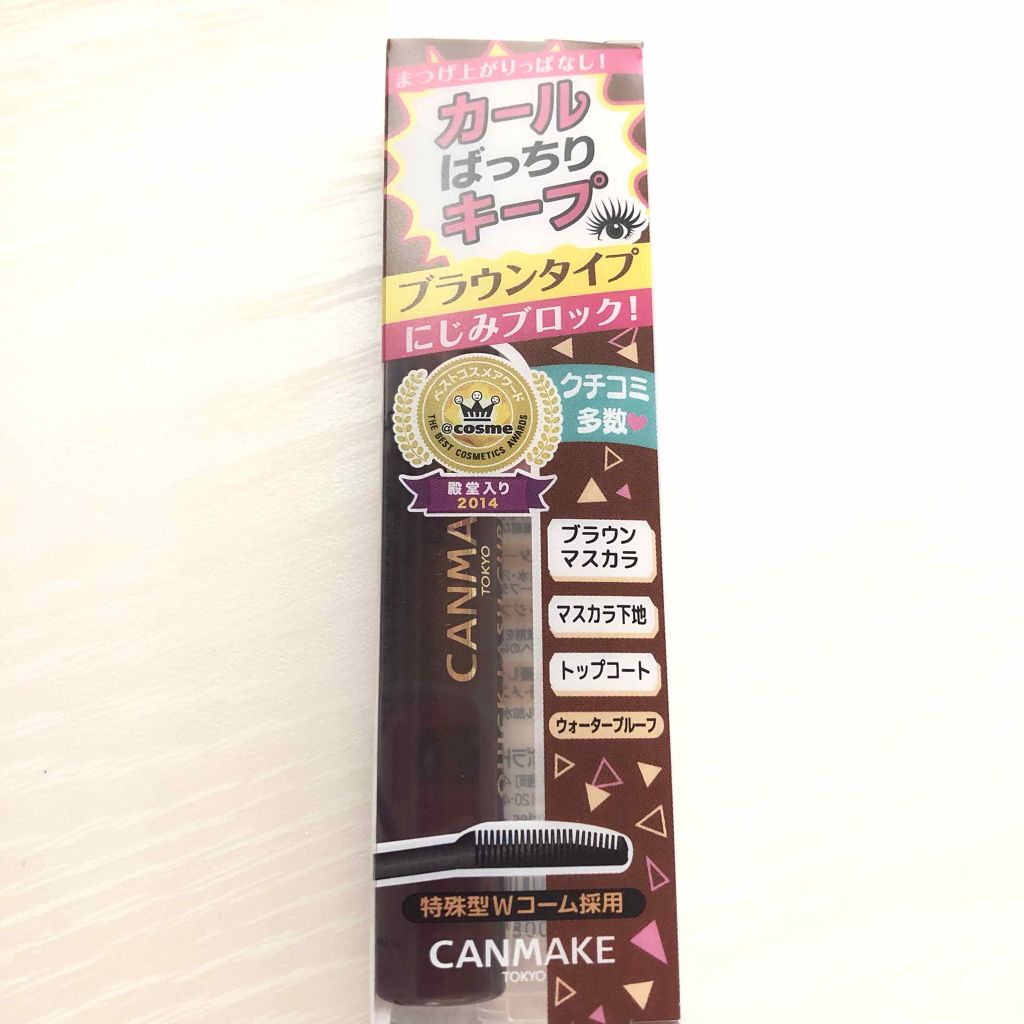 まつげ上がりっぱなし!
カール
ばっちり
キープ
ブラウンタイプ
にじみブロック!
ベストコスメアワード
@cosme
THE BEST COSMETICS AWARDS
殿堂入り
2014
クチコミ
多数
ブラウン
マスカラ
マスカラ下地
トップコート
ウォータープルーフ
CANMA
TOKYO
特殊型Wコーム採用
CANMAKE
TOKYO